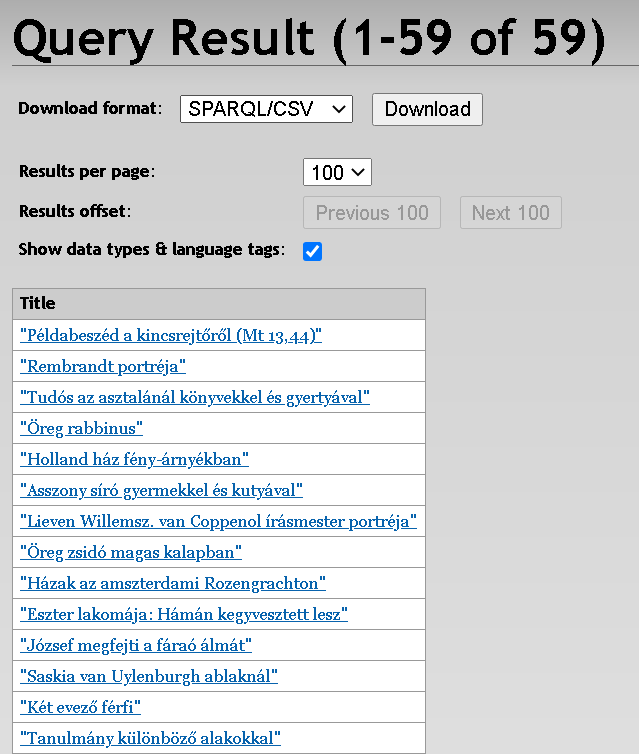 Query Result (1-59 of 59)
Download format: SPARQL/CSV Download
Results per page: 100
Results offset: Previous 100 Next 100
Show data types & language tags:
Title
"Példabeszéd a kincsrejtőről (Mt 13,44)"
"Rembrandt portréja"
"Tudós az asztalánál könyvekkel és gyertyával"
"Öreg rabbinus"
"Holland ház fény-árnyékban"
"Asszony síró gyermekkel és kutyával"
"Lieven Willemsz. van Coppenol írásmester portréja"
"Öreg zsidó magas kalapban"
"Házak az amszterdami Rozengrachton"
"Eszter lakomája: Hámán kegyvesztett lesz"
"József megfejti a fáraó álmát"
"Saskia van Uylenburgh ablaknál"
"Két evező férfi"
"Tanulmány különböző alakokkal"